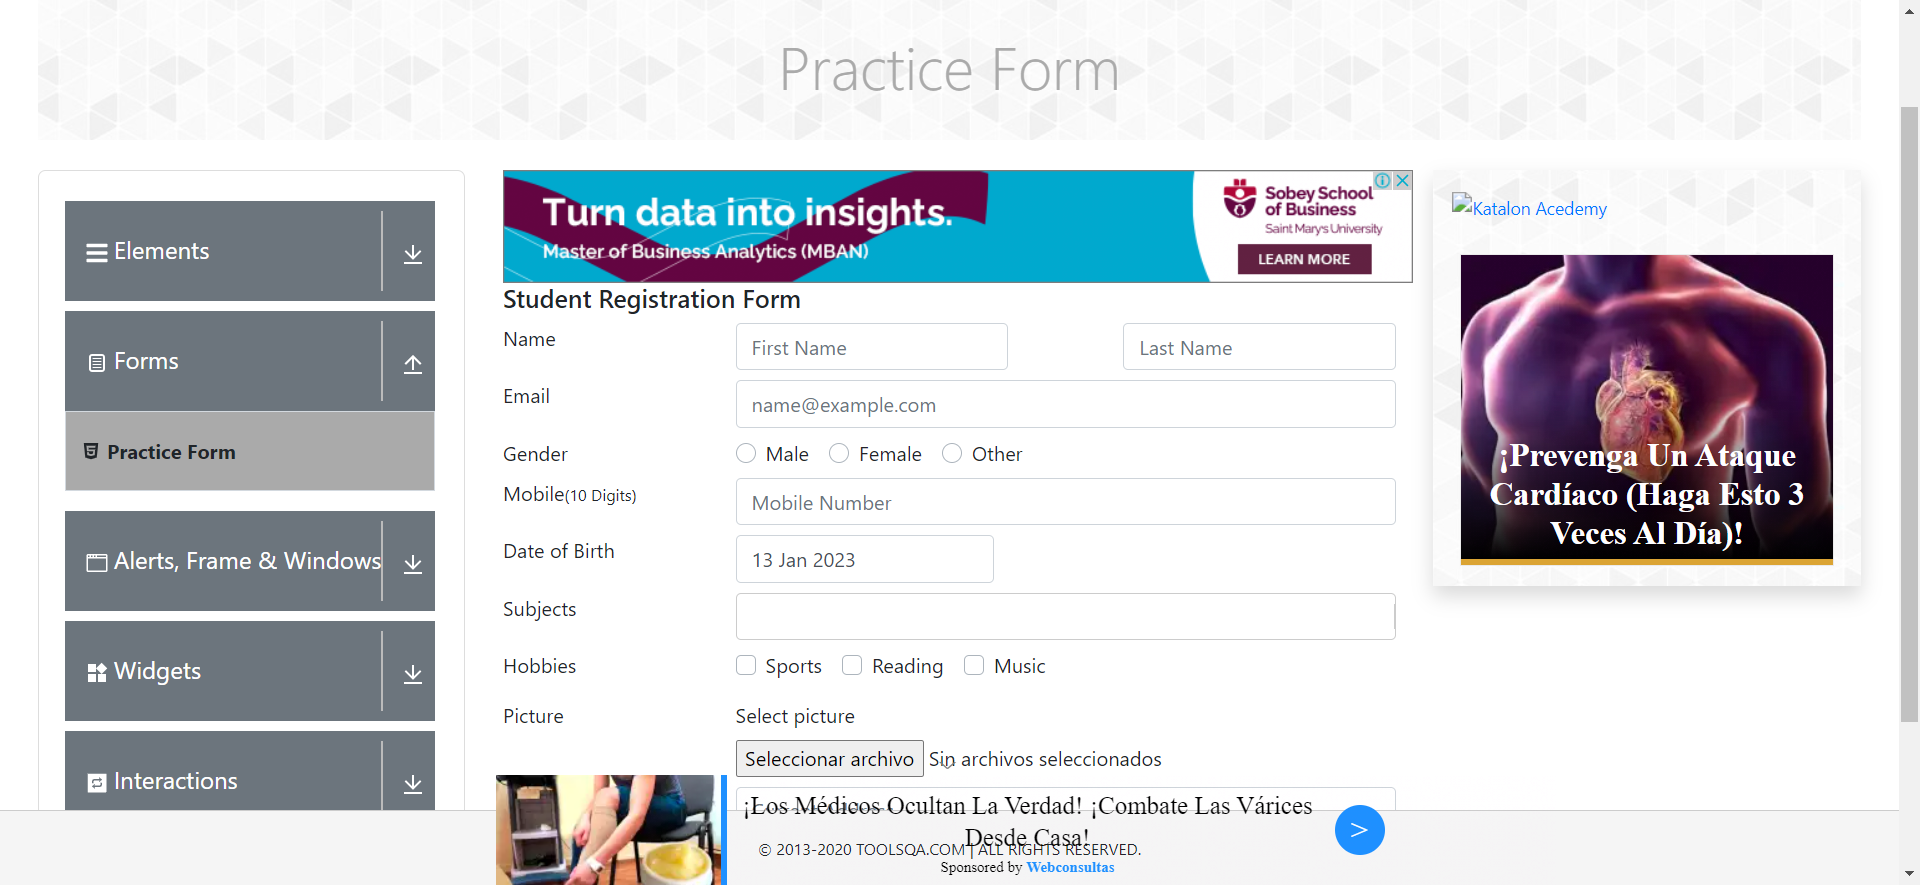 Practice Form
Elements
Forms
Practice Form
Alerts, Frame & Windows
Widgets
Interactions
Turn data into insights.
Master of Business Analytics (MBAN)
Sobey School
of Business
Saint Mary's University
LEARN MORE
Student Registration Form
Name
First Name
Last Name
Email
name@example.com
Gender
Male
Female
Other
Mobile(10 Digits)
Mobile Number
Date of Birth
13 Jan 2023
Subjects
Hobbies
Sports
Reading
Music
Picture
Select picture
Seleccionar archivo
Sin archivos seleccionados
Katalon Acedemy
¡Prevenga Un Ataque
Cardíaco (Haga Esto 3
Veces Al Día)!
¡Los Médicos Ocultan La Verdad! ¡Combate Las Várices
Desde Casa!
>
© 2013-2020 TOOLSQA.COM | ALL RIGHTS RESERVED.
Sponsored by Webconsultas